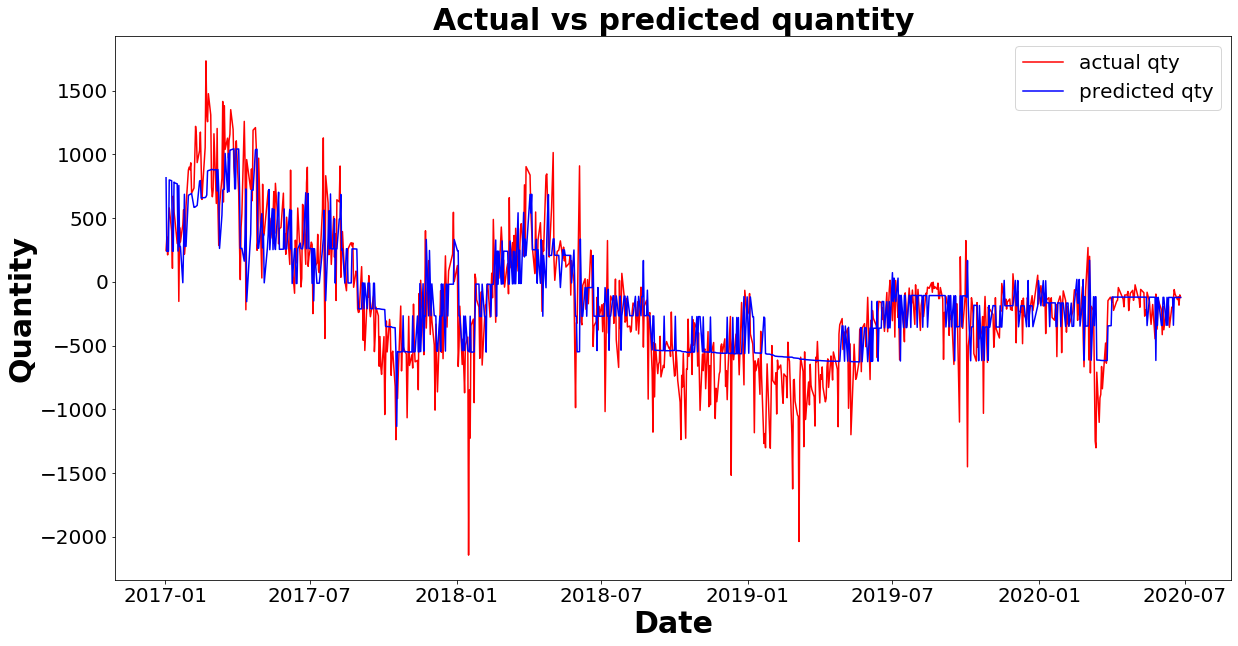 Actual vs predicted quantity
actual qty
predicted qty
Quantity
1500
1000
500
0
−500
−1000
−1500
−2000
2017-01 2017-07 2018-01 2018-07 2019-01 2019-07 2020-01 2020-07
Date